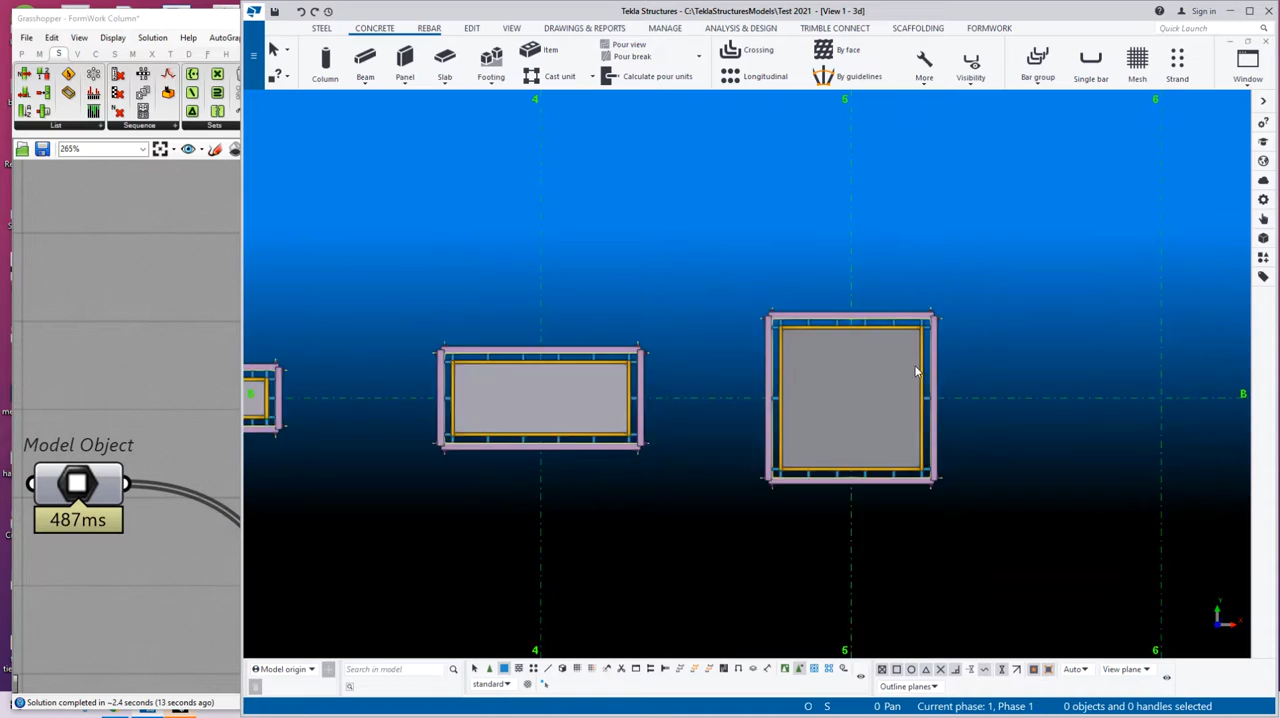 Grasshopper - FormWork Column*
File Edit View Display Solution Help AutoGra
P M S V C S M I D F H
List
Sequence
Sets
265%
Model Object
487ms
Solution completed in ~2.4 seconds (13 seconds ago)
Tekla Structures - C:\TeklaStructuresModels\Test 2021 - [View 1 - 3d]
Sign in
STEEL CONCRETE REBAR EDIT VIEW DRAWINGS & REPORTS MANAGE ANALYSIS & DESIGN TRIMBLE CONNECT SCAFFOLDING FORMWORK
Quick Launch
Column
Beam
Panel
Slab
Footing
Item
Cast unit
Pour view
Pour break
Calculate pour units
Crossing
Longitudinal
By face
By guidelines
More
Visibility
Bar group
Single bar
Mesh
Strand
Window
4 5 6
B
4 5 6
Model origin
Search in model
standard
Auto
View plane
Outline planes
O S 0 Pan Current phase: 1, Phase 1 0 objects and 0 handles selected